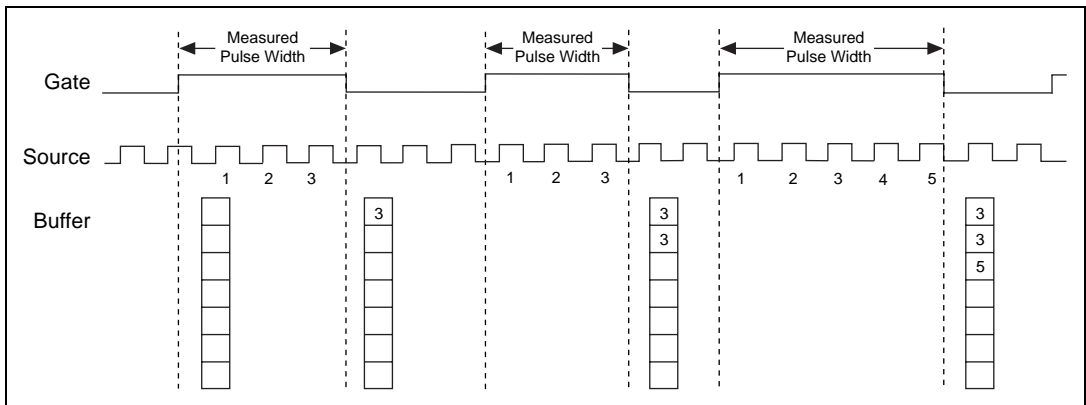 Measured
Pulse Width
Measured
Pulse Width
Measured
Pulse Width
Gate
Source
1 2 3 1 2 3 1 2 3 4 5
Buffer
3 3 3
3 3
5